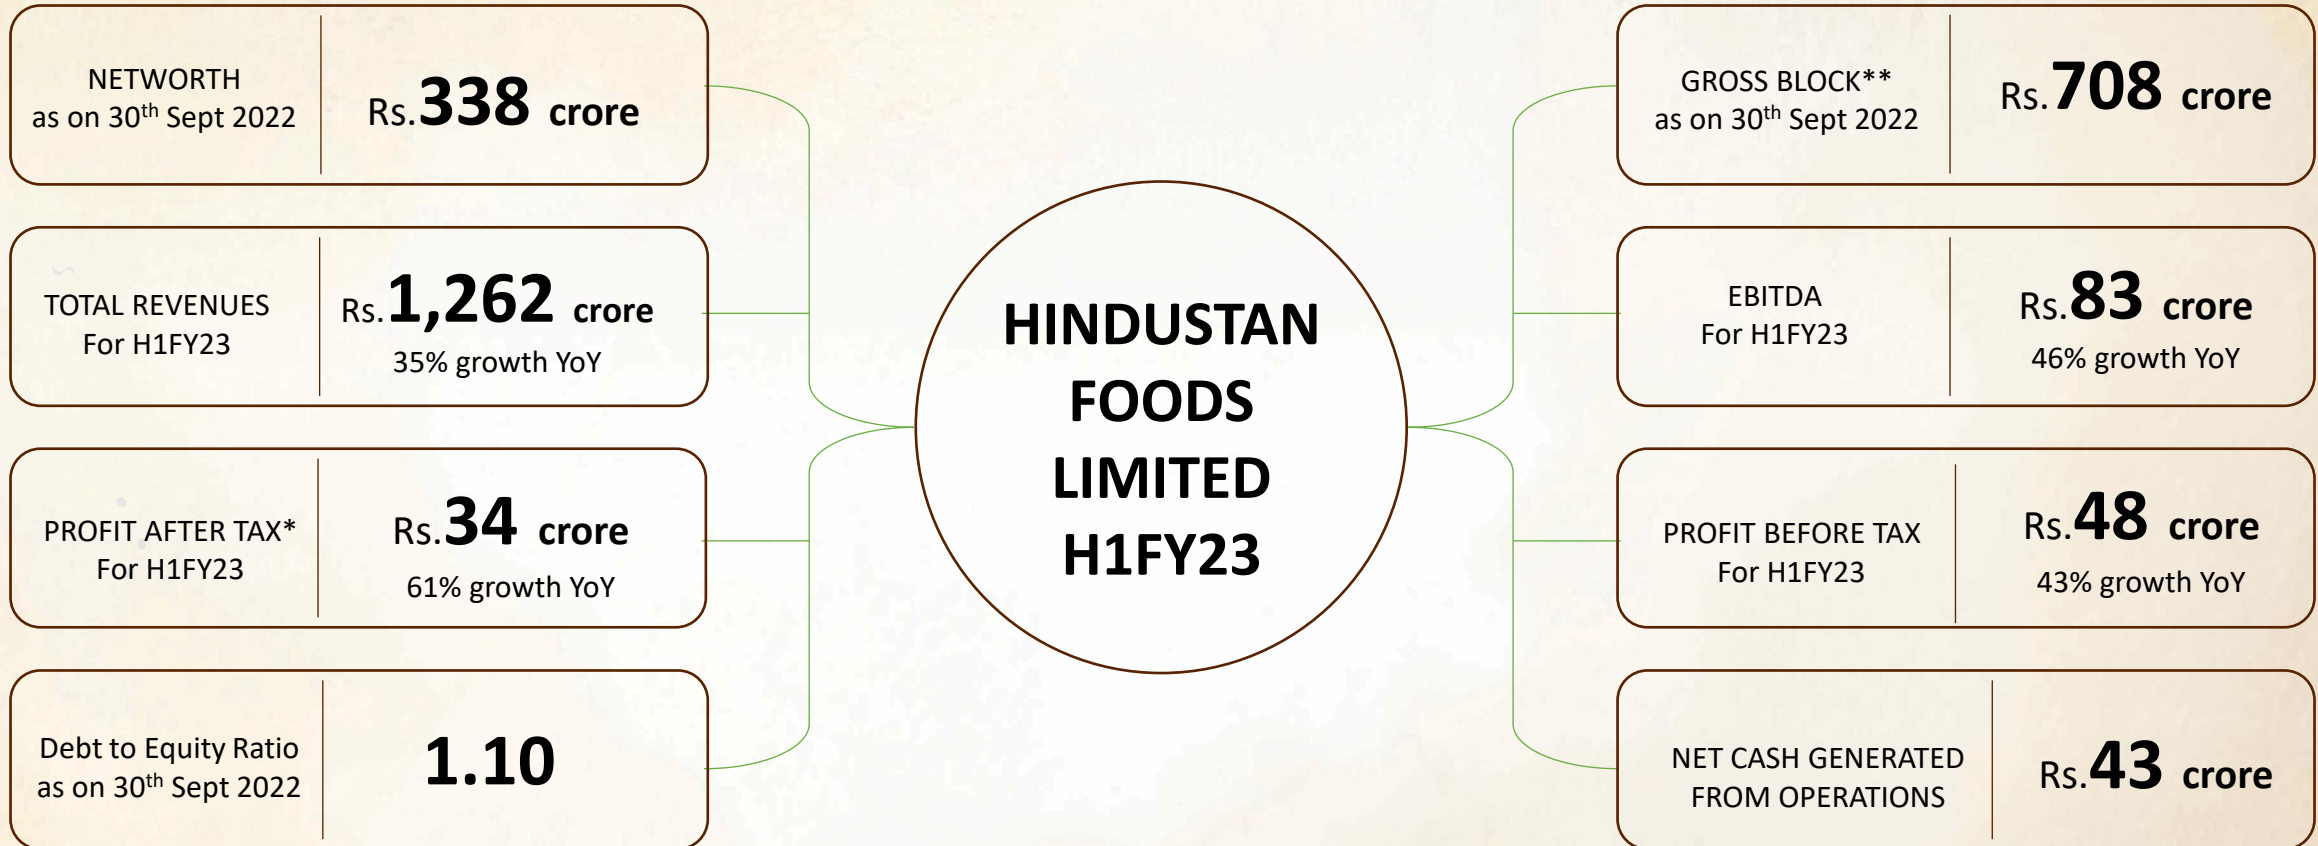 NETWORTH
as on 30th Sept 2022
Rs.338 crore
TOTAL REVENUES
For H1FY23
Rs.1,262 crore
35% growth YoY
PROFIT AFTER TAX*
For H1FY23
Rs.34 crore
61% growth YoY
Debt to Equity Ratio
as on 30th Sept 2022
1.10
HINDUSTAN
FOODS
LIMITED
H1FY23
GROSS BLOCK**
as on 30th Sept 2022
Rs.708 crore
EBITDA
For H1FY23
Rs.83 crore
46% growth YoY
PROFIT BEFORE TAX
For H1FY23
Rs.48 crore
43% growth YoY
NET CASH GENERATED
FROM OPERATIONS
Rs.43 crore